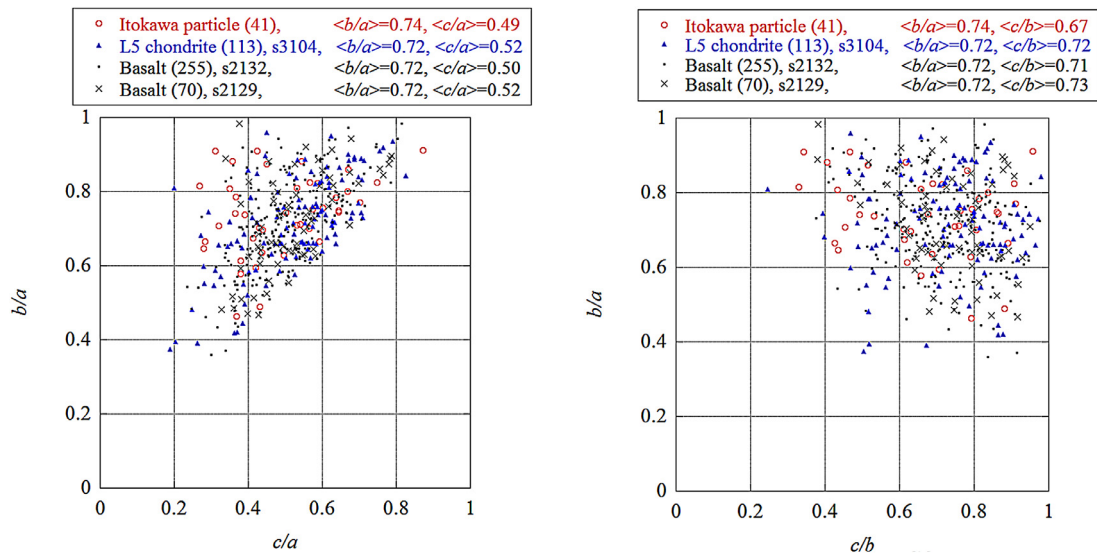 Itokawa particle (41), <b/a>=0.74, <c/a>=0.49
L5 chondrite (113), s3104, <b/a>=0.72, <c/a>=0.52
Basalt (255), s2132, <b/a>=0.72, <c/a>=0.50
Basalt (70), s2129, <b/a>=0.72, <c/a>=0.52
1
0.8
0.6
0.4
0.2
0
b/a
0 0.2 0.4 0.6 0.8 1
c/a
Itokawa particle (41), <b/a>=0.74, <c/b>=0.67
L5 chondrite (113), s3104, <b/a>=0.72, <c/b>=0.72
Basalt (255), s2132, <b/a>=0.72, <c/b>=0.71
Basalt (70), s2129, <b/a>=0.72, <c/b>=0.73
1
0.8
0.6
0.4
0.2
0
b/a
0 0.2 0.4 0.6 0.8 1
c/b